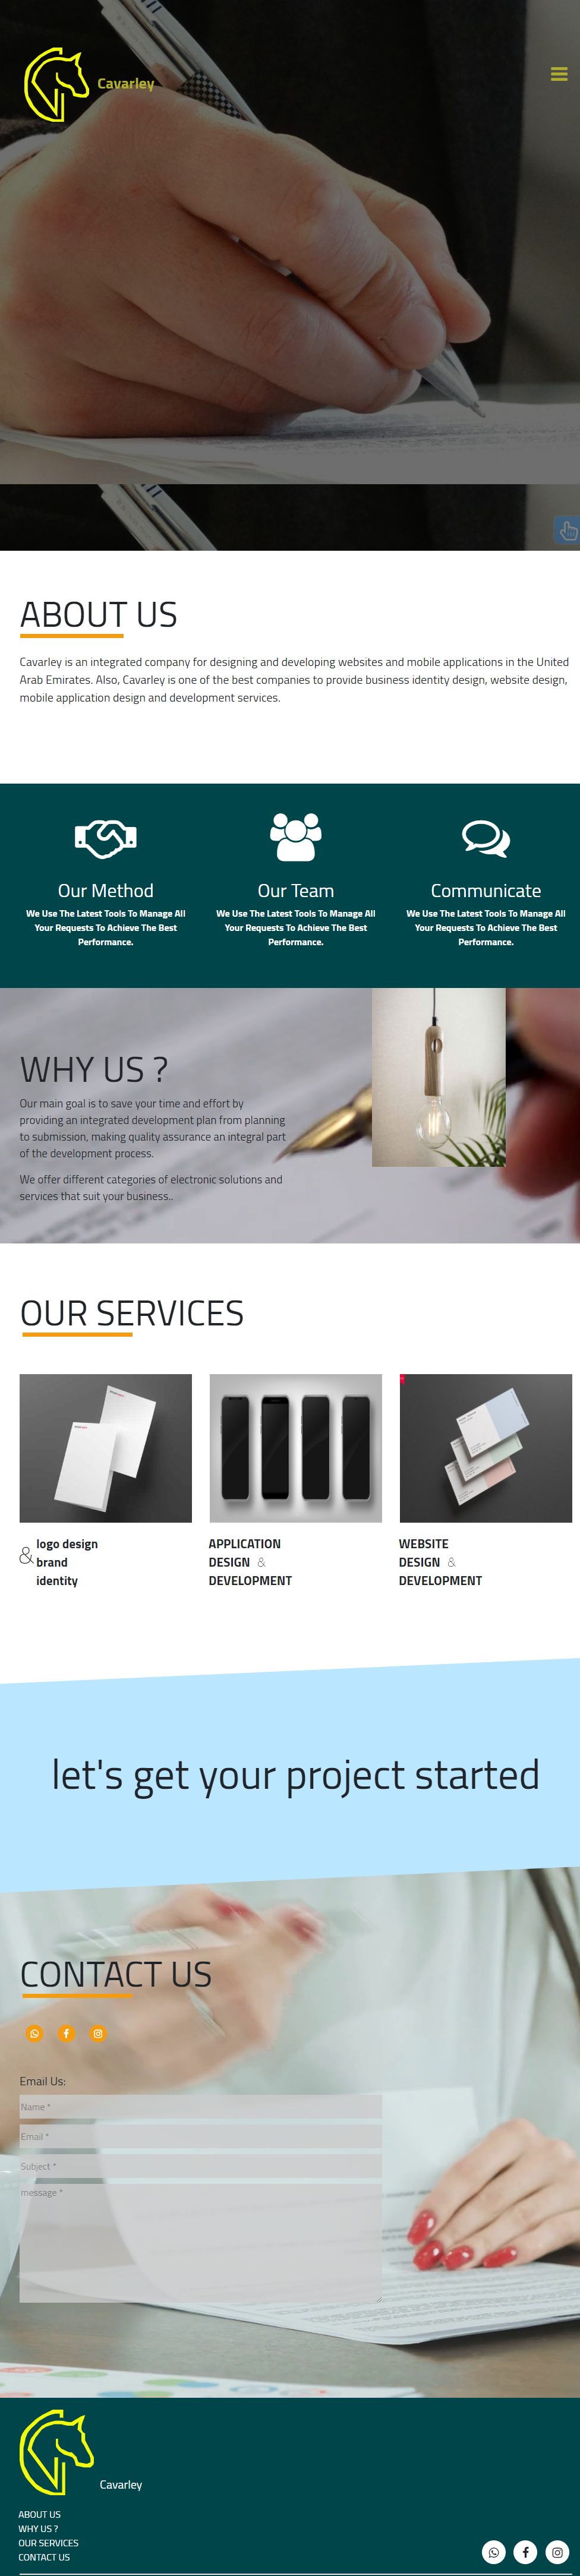 Cavarley
ABOUT US
Cavarley is an integrated company for designing and developing websites and mobile applications in the United
Arab Emirates. Also, Cavarley is one of the best companies to provide business identity design, website design,
mobile application design and development services.
Our Method
We Use The Latest Tools To Manage All
Your Requests To Achieve The Best
Performance.
Our Team
We Use The Latest Tools To Manage All
Your Requests To Achieve The Best
Performance.
Communicate
We Use The Latest Tools To Manage All
Your Requests To Achieve The Best
Performance.
WHY US ?
Our main goal is to save your time and effort by
providing an integrated development plan from planning
to submission, making quality assurance an integral part
of the development process.
We offer different categories of electronic solutions and
services that suit your business..
OUR SERVICES
logo design
& brand
identity
APPLICATION
DESIGN &
DEVELOPMENT
WEBSITE
DESIGN &
DEVELOPMENT
let's get your project started
CONTACT US
Email Us:
Name *
Email *
Subject *
message *
Cavarley
ABOUT US
WHY US ?
OUR SERVICES
CONTACT US